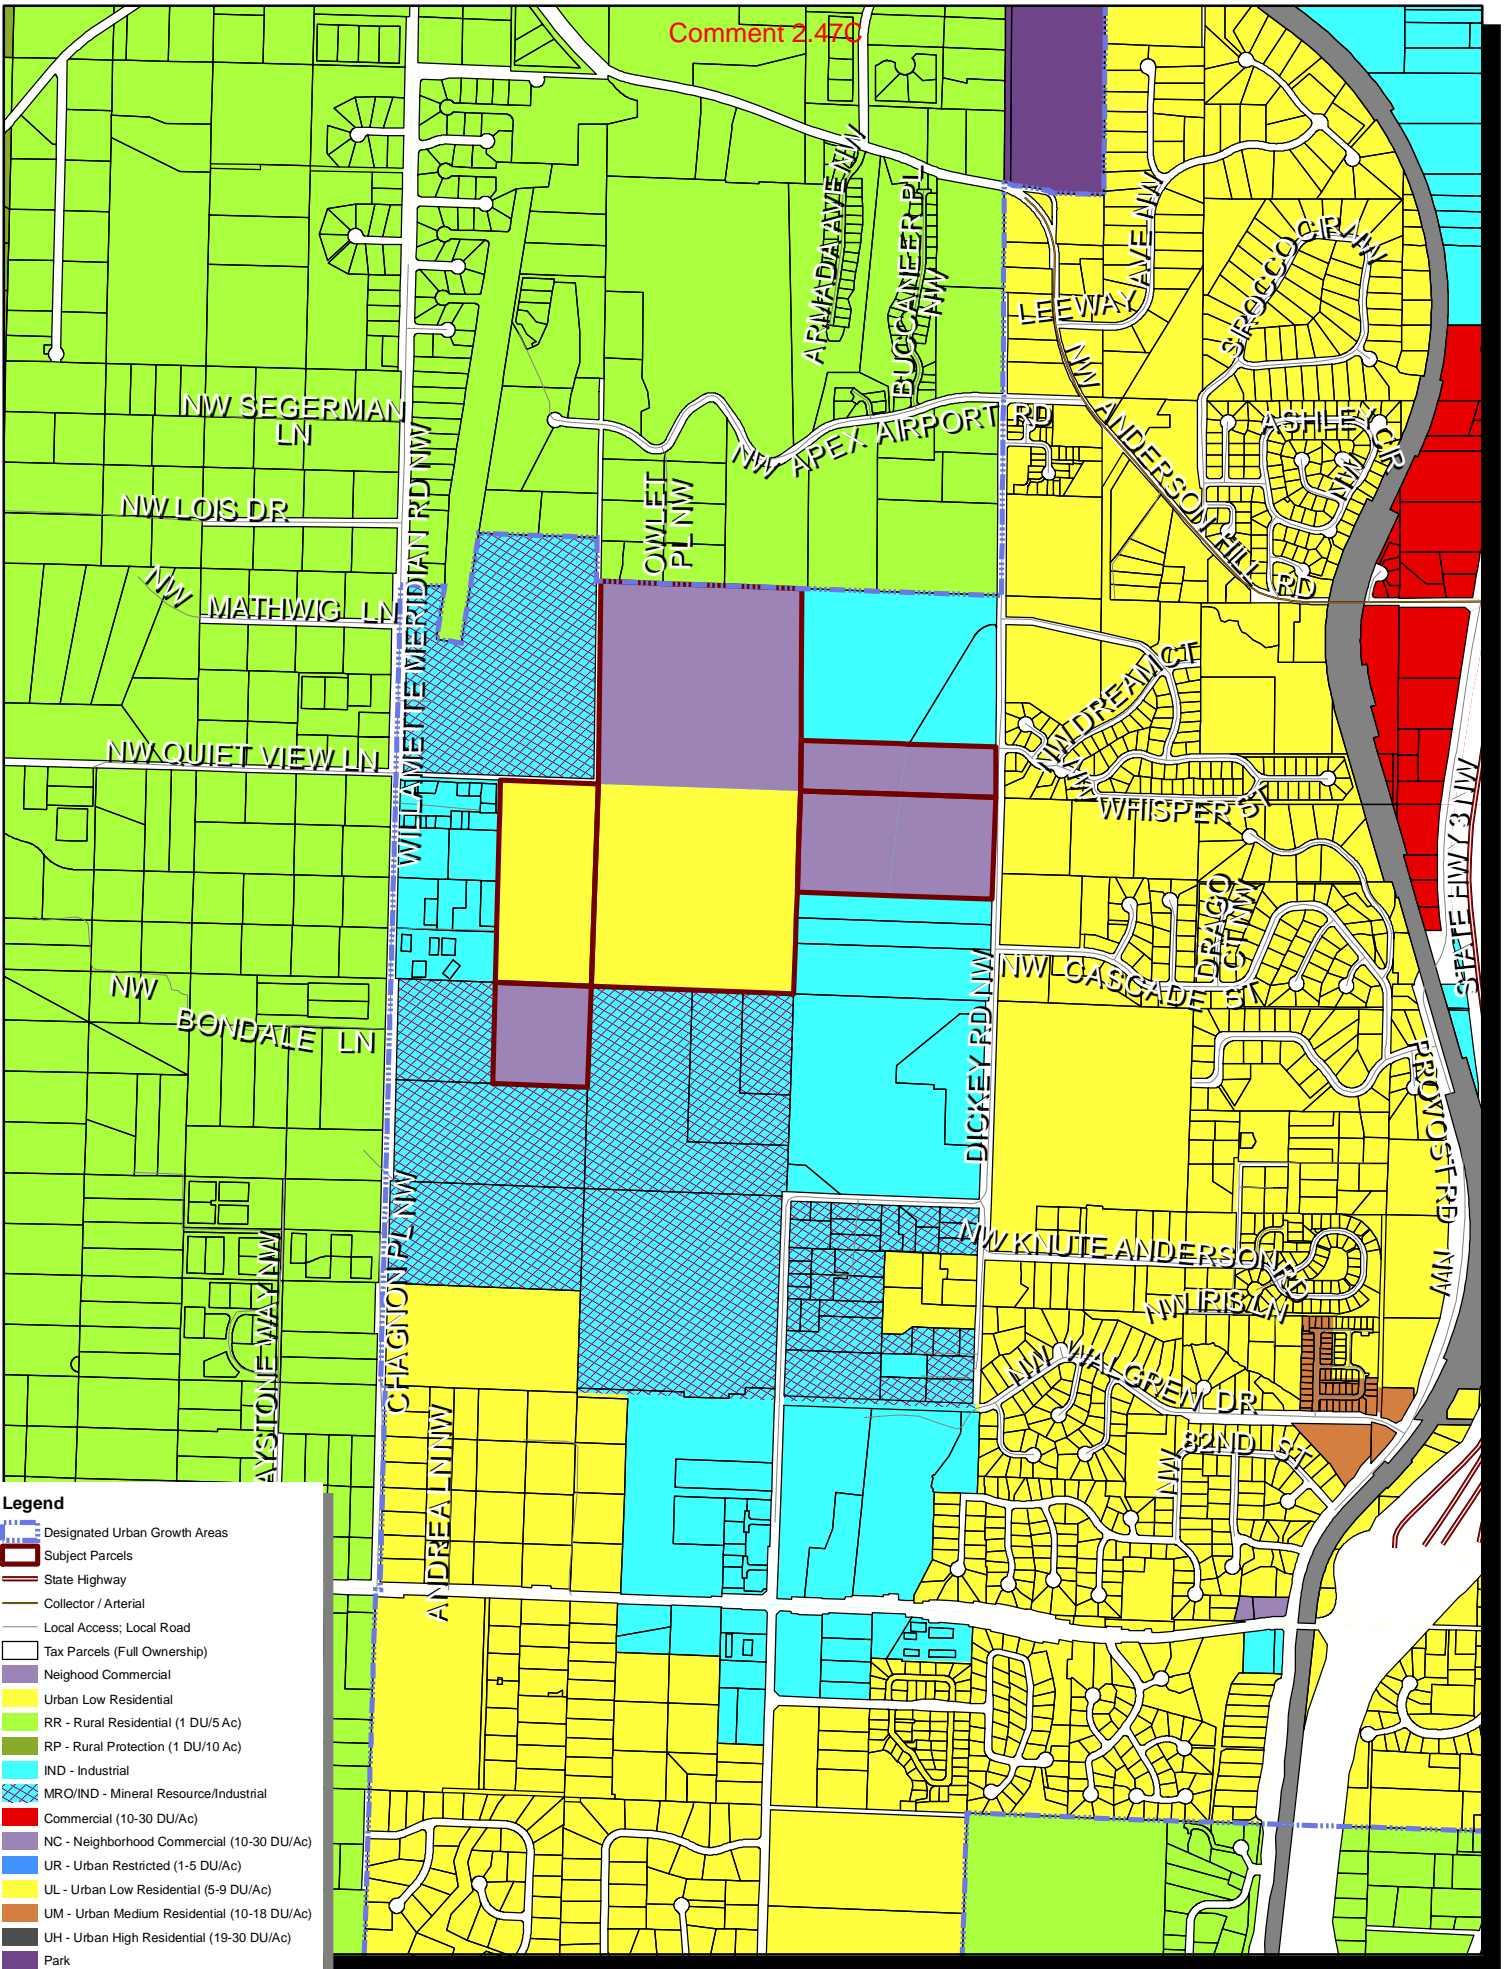 Comment 2.47C
ARMADA AVE NW
BUCCANEER PL
NW
LEEWAY AVE NW
SIROCCO CIR NW
NW SEGERMAN
LN
NW APEX AIRPORT RD
NW ANDERSON HILL RD
ASHLEY CIR
NW
NW LOIS DR
OWLET
PL NW
WILLAMETTE MERIDIAN RD NW
NW MATHWIG LN
NW DREAM CT
NW QUIET VIEW LN
NW
WHISPER ST
STATE HWY 3 NW
DRAGO
CT NW
NW CASCADE ST
NW
BONDALE LN
DICKEY RD NW
PROVOST RD
NW
CHAGNON PL NW
AYSTONE WAY NW
NW KNUTE ANDERSON RD
NW IRIS LN
NW WALGREN DR
NW 82ND ST
ANDREA LN NW
Legend
Designated Urban Growth Areas
Subject Parcels
State Highway
Collector / Arterial
Local Access; Local Road
Tax Parcels (Full Ownership)
Neighood Commercial
Urban Low Residential
RR - Rural Residential (1 DU/5 Ac)
RP - Rural Protection (1 DU/10 Ac)
IND - Industrial
MRO/IND - Mineral Resource/Industrial
Commercial (10-30 DU/Ac)
NC - Neighborhood Commercial (10-30 DU/Ac)
UR - Urban Restricted (1-5 DU/Ac)
UL - Urban Low Residential (5-9 DU/Ac)
UM - Urban Medium Residential (10-18 DU/Ac)
UH - Urban High Residential (19-30 DU/Ac)
Park